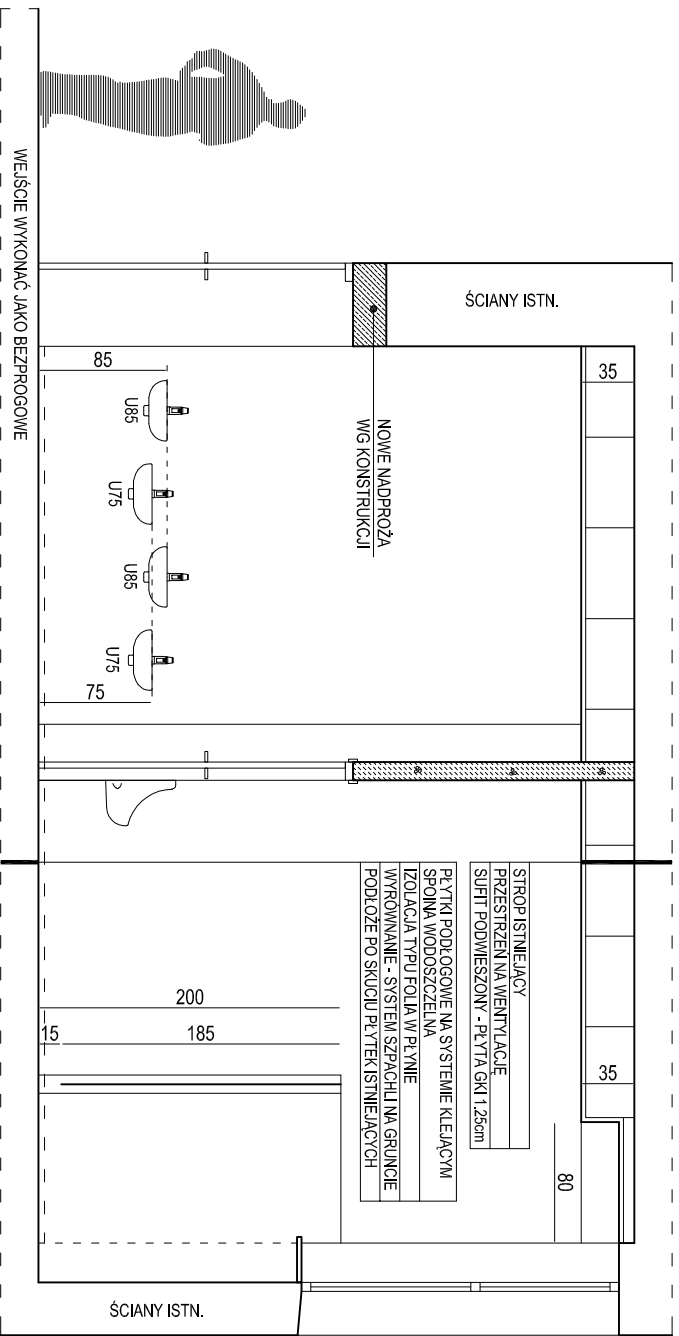 ŚCIANY ISTN.
35
35
80
NOWE NADPROŻA
WG KONSTRUKCJI
STROP ISTNIEJĄCY
PRZESTRZEŃ NA WENTYLACJĘ
SUFIT PODWIESZONY - PŁYTA GKI 1.25cm
PŁYTKI PODŁOGOWE NA SYSTEMIE KLEJĄCYM
SPOINA WODOSZCZELNA
IZOLACJA TYPU FOLIA W PŁYNIE
WYRÓWNANIE - SYSTEM SZPACHLI NA GRUNCIE
PODŁOŻE PO SKUCIU PŁYTEK ISTNIEJĄCYCH
85
U85
U75
U85
U75
75
200
15
185
ŚCIANY ISTN.
WEJŚCIE WYKONAĆ JAKO BEZPROGOWE